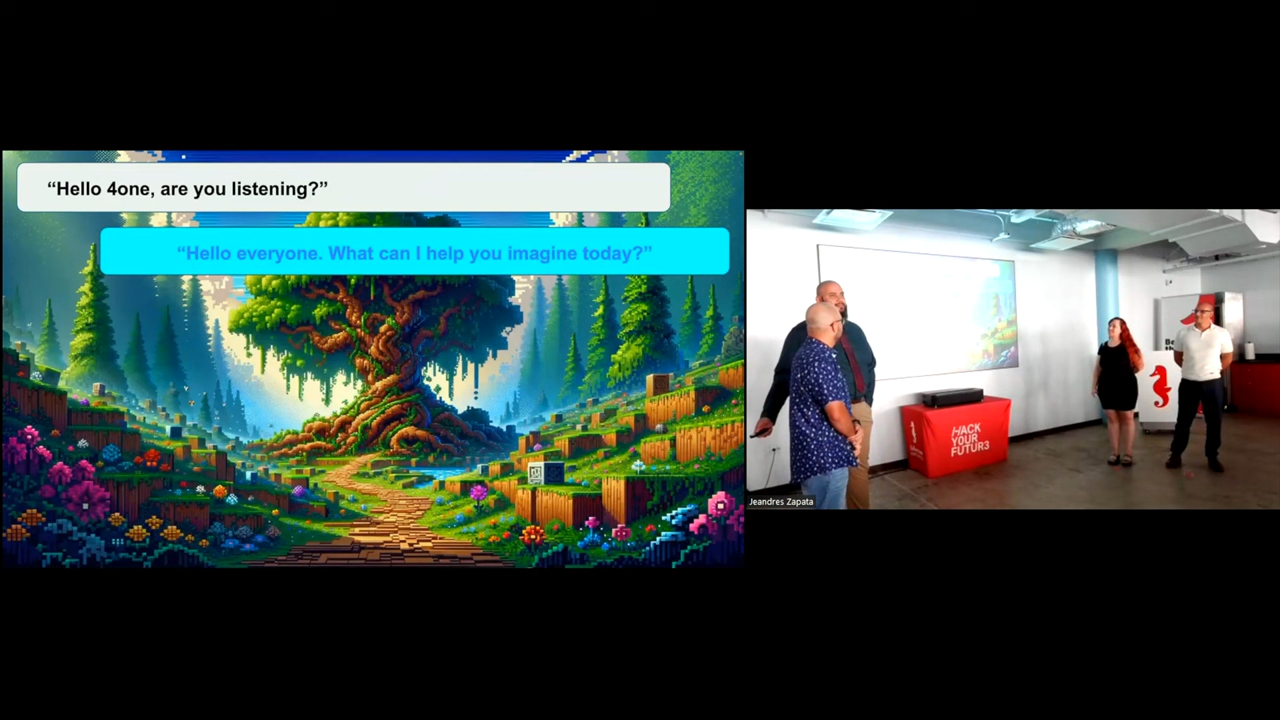 “Hello 4one, are you listening?”
“Hello everyone. What can I help you imagine today?”
HACK
YOUR
FUTUR3
Jeandres Zapata